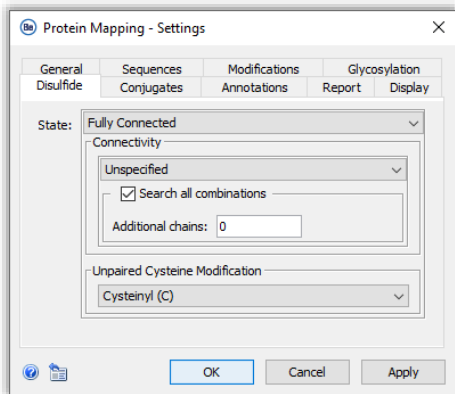 Be Protein Mapping - Settings
General Sequences Modifications Glycosylation
Disulfide Conjugates Annotations Report Display
State: Fully Connected
Connectivity
Unspecified
Search all combinations
Additional chains: 0
Unpaired Cysteine Modification
Cysteinyl (C)
? OK Cancel Apply